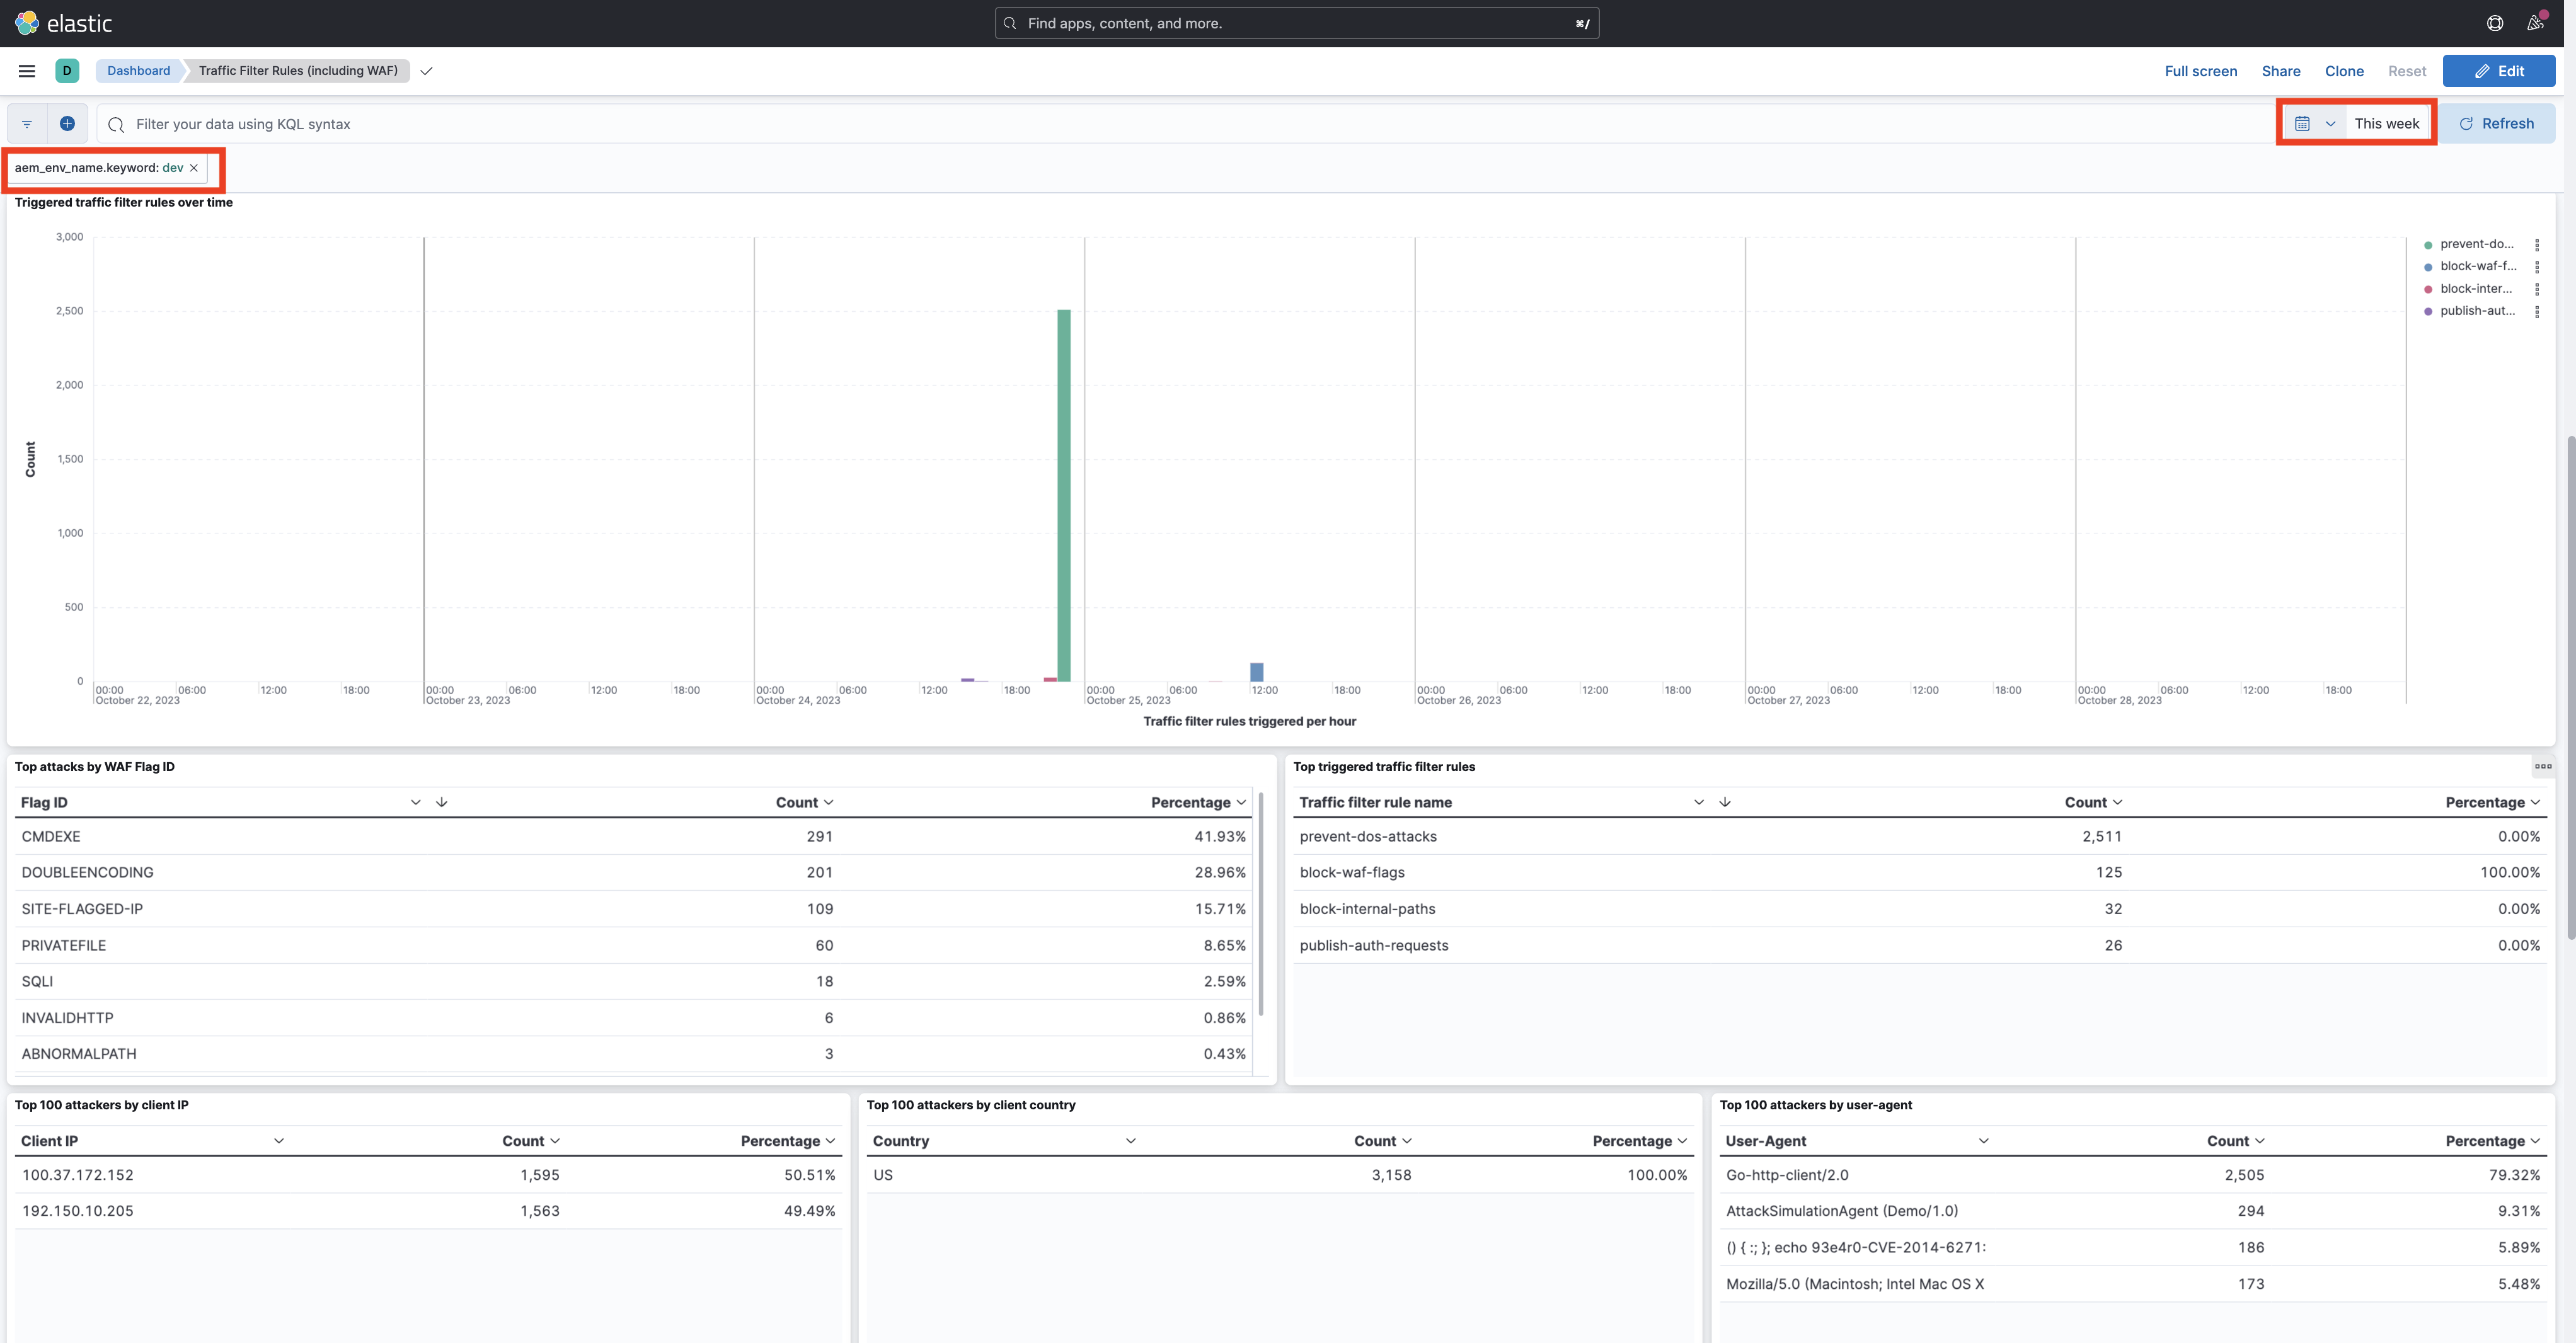 elastic
Find apps, content, and more.
⌘/
D
Dashboard
Traffic Filter Rules (including WAF)
Full screen
Share
Clone
Reset
Edit
Filter your data using KQL syntax
This week
Refresh
aem_env_name.keyword: dev
Triggered traffic filter rules over time
3,000
2,500
2,000
1,500
1,000
500
0
Count
prevent-do...
block-waf-f...
block-inter...
publish-aut...
00:00 06:00 12:00 18:00 00:00 06:00 12:00 18:00 00:00 06:00 12:00 18:00 00:00 06:00 12:00 18:00 00:00 06:00 12:00 18:00 00:00 06:00 12:00 18:00 00:00 06:00 12:00 18:00
October 22, 2023 October 23, 2023 October 24, 2023 October 25, 2023 October 26, 2023 October 27, 2023 October 28, 2023
Traffic filter rules triggered per hour
Top attacks by WAF Flag ID
Flag ID Count Percentage
CMDEXE 291 41.93%
DOUBLEENCODING 201 28.96%
SITE-FLAGGED-IP 109 15.71%
PRIVATEFILE 60 8.65%
SQLI 18 2.59%
INVALIDHTTP 6 0.86%
ABNORMALPATH 3 0.43%
Top triggered traffic filter rules
Traffic filter rule name Count Percentage
prevent-dos-attacks 2,511 0.00%
block-waf-flags 125 100.00%
block-internal-paths 32 0.00%
publish-auth-requests 26 0.00%
Top 100 attackers by client IP
Client IP Count Percentage
100.37.172.152 1,595 50.51%
192.150.10.205 1,563 49.49%
Top 100 attackers by client country
Country Count Percentage
US 3,158 100.00%
Top 100 attackers by user-agent
User-Agent Count Percentage
Go-http-client/2.0 2,505 79.32%
AttackSimulationAgent (Demo/1.0) 294 9.31%
() { :; }; echo 93e4r0-CVE-2014-6271: 186 5.89%
Mozilla/5.0 (Macintosh; Intel Mac OS X 173 5.48%